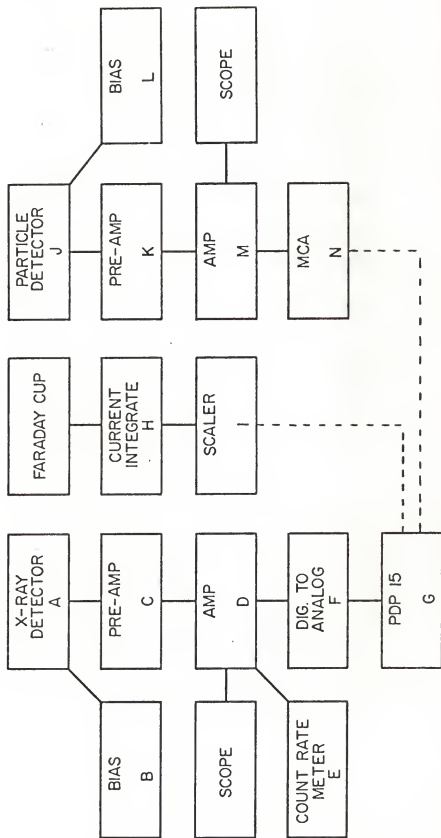 X-RAY
DETECTOR
A
BIAS
B
PRE-AMP
C
AMP
D
SCOPE
COUNT RATE
METER
E
DIG. TO
ANALOG
F
PDP 15
G
FARADAY CUP
CURRENT
INTEGRATE
H
SCALER
I
PARTICLE
DETECTOR
J
BIAS
L
PRE-AMP
K
AMP
M
SCOPE
MCA
N